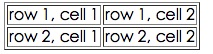 row 1, cell 1 row 1, cell 2
row 2, cell 1 row 2, cell 2